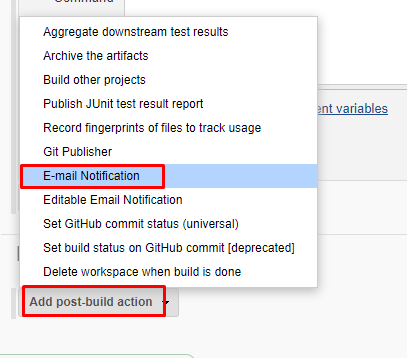 Command
Aggregate downstream test results
Archive the artifacts
Build other projects
Publish JUnit test result report
ent variables
Record fingerprints of files to track usage
Git Publisher
E-mail Notification
Editable Email Notification
Set GitHub commit status (universal)
Set build status on GitHub commit [deprecated]
Delete workspace when build is done
Add post-build action